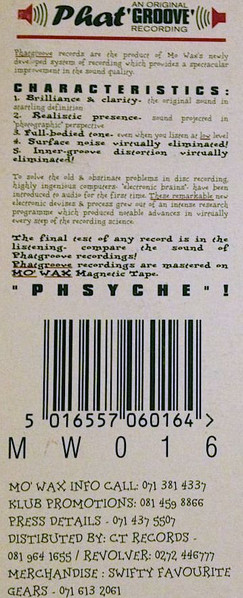 AN ORIGINAL
Phat 'GROOVE'
RECORDING
Phatgroove records are the product of Mo Wax's newly
developed system of recording which provides a spectacular
improvement in the sound quality.
CHARACTERISTICS:
1. Brilliance & clarity- the original sound in
startling definition
2. Realistic presence- sound projected in
'phorographic' perspective
3. Full-bodied tone- even when you listen at low level
4. Surface noise virtually eliminated!
5. Inner-groove distortion virtually
eliminated!
To solve the old & obstinate problems in disc recording,
highly ingenious computers- 'electronic brains'- have been
introduced to audio for the first time. These remarkable new
electronic devises & process grew out of an intense research
programme which produced notable advances in virrually
every step of the recording science.
The final test of any record is in the
listening- compare the sound of
Phatgroove recordings!
Phatgroove recordings are mastered on
MO' WAX Magnetic Tape.
"PHSYCHE"!
5 016557 060164 >
MW016
MO' WAX INFO CALL: 071 381 4337
KLUB PROMOTIONS: 081 459 8866
PRESS DETAILS - 071 437 5507
DISTIBUTED BY: CT RECORDS -
081 964 1655 / REVOLVER: 0272 446777
MERCHANDISE : SWIFTY FAVOURITE
GEARS - 071 613 2061